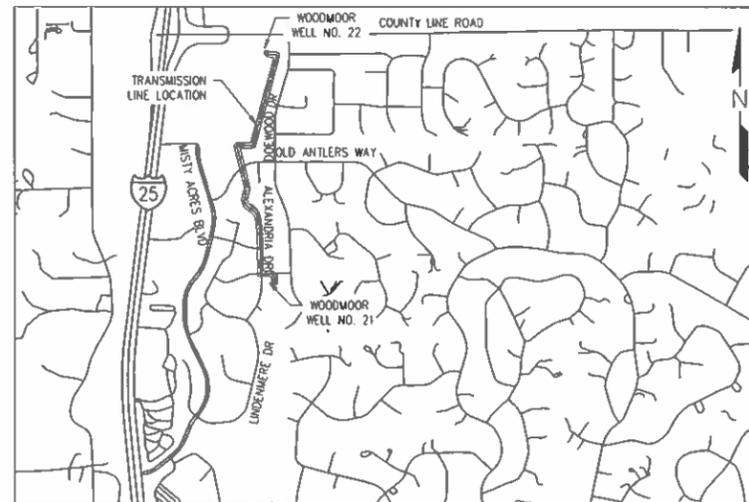 WOODMOOR
WELL NO. 22
COUNTY LINE ROAD
TRANSMISSION
LINE LOCATION
N
DOEWOOD DR
OLD ANTLERS WAY
MISTY ACRES BLVD
25
ALEXANDRIA
WOODMOOR
WELL NO. 21
LINDENMERE DR